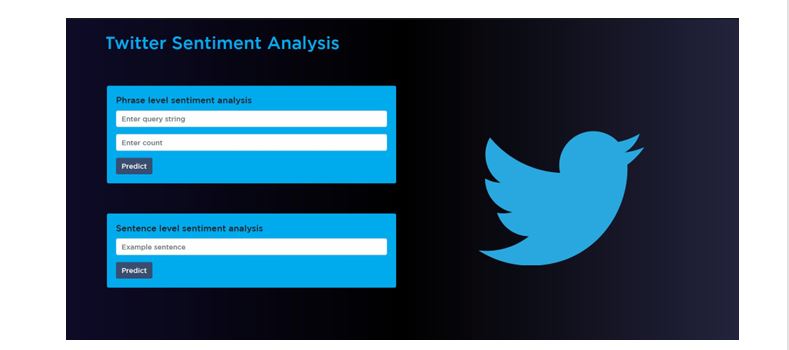 Twitter Sentiment Analysis
Phrase level sentiment analysis
Enter query string
Enter count
Predict
Sentence level sentiment analysis
Example sentence
Predict